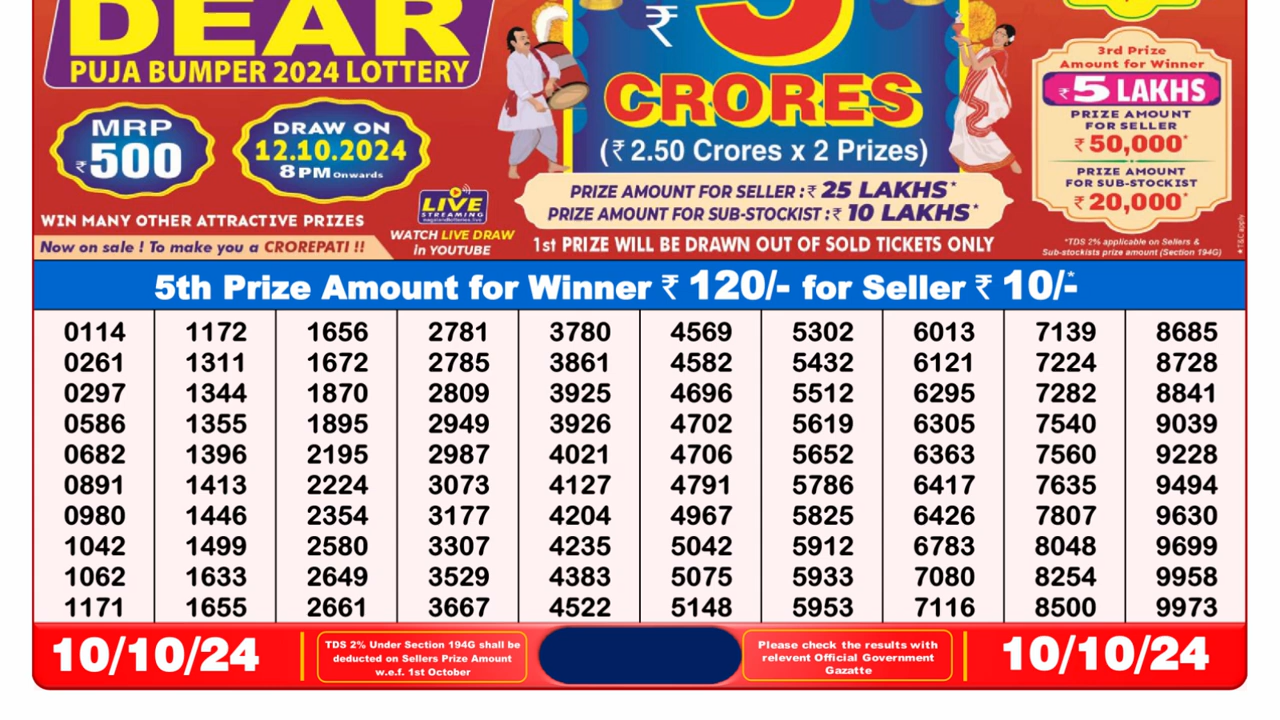 DEAR
PUJA BUMPER 2024 LOTTERY
MRP
₹500
DRAW ON
12.10.2024
8PM Onwards
WIN MANY OTHER ATTRACTIVE PRIZES
Now on sale ! To make you a CROREPATI !!
LIVE
STREAMING
WATCH LIVE DRAW
in YOUTUBE
₹
CRORES
(₹ 2.50 Crores x 2 Prizes)
PRIZE AMOUNT FOR SELLER :₹ 25 LAKHS*
PRIZE AMOUNT FOR SUB-STOCKIST :₹ 10 LAKHS*
1st PRIZE WILL BE DRAWN OUT OF SOLD TICKETS ONLY
3rd Prize
Amount for Winner
₹5 LAKHS
PRIZE AMOUNT
FOR SELLER
₹ 50,000*
PRIZE AMOUNT
FOR SUB-STOCKIST
₹ 20,000*
*TDS 2% applicable on Sellers &
Sub-stockists prize amount (Section 194G)
★T&C apply
5th Prize Amount for Winner ₹ 120/- for Seller ₹ 10/-*
0114 1172 1656 2781 3780 4569 5302 6013 7139 8685
0261 1311 1672 2785 3861 4582 5432 6121 7224 8728
0297 1344 1870 2809 3925 4696 5512 6295 7282 8841
0586 1355 1895 2949 3926 4702 5619 6305 7540 9039
0682 1396 2195 2987 4021 4706 5652 6363 7560 9228
0891 1413 2224 3073 4127 4791 5786 6417 7635 9494
0980 1446 2354 3177 4204 4967 5825 6426 7807 9630
1042 1499 2580 3307 4235 5042 5912 6783 8048 9699
1062 1633 2649 3529 4383 5075 5933 7080 8254 9958
1171 1655 2661 3667 4522 5148 5953 7116 8500 9973
10/10/24
TDS 2% Under Section 194G shall be
deducted on Sellers Prize Amount
w.e.f. 1st October
Please check the results with
relevent Official Government
Gazatte
10/10/24